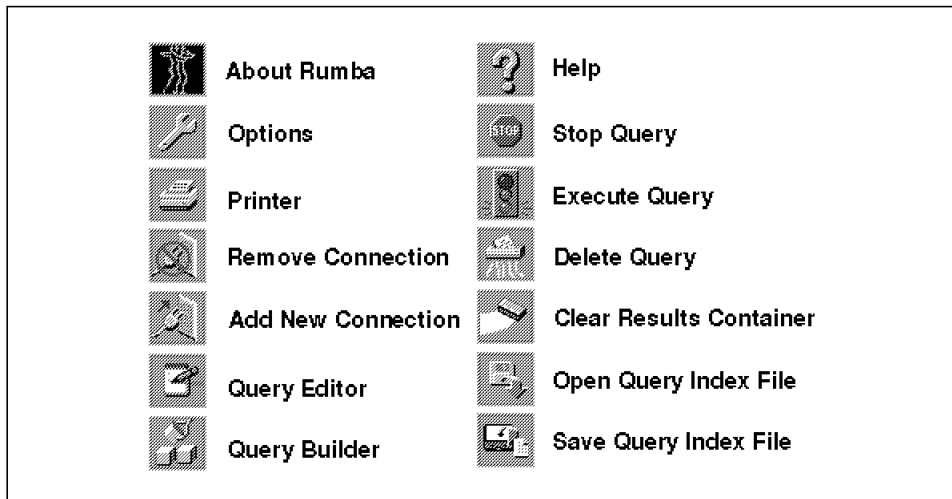 About Rumba
Options
Printer
Remove Connection
Add New Connection
Query Editor
Query Builder
Help
STOP
Stop Query
Execute Query
Delete Query
Clear Results Container
Open Query Index File
Save Query Index File